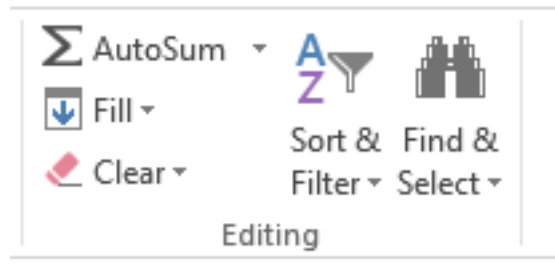 AutoSum
Fill
Clear
Sort &
Filter
Find &
Select
Editing